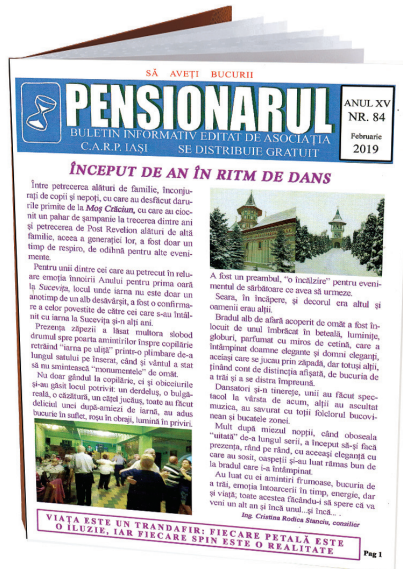 SĂ AVEȚI BUCURII
PENSIONARUL
BULETIN INFORMATIV EDITAT DE ASOCIAȚIA
C.A.R.P. IAȘI SE DISTRIBUIE GRATUIT
ANUL XV
NR. 84
Februarie
2019
ÎNCEPUT DE AN ÎN RITM DE DANS
Între petrecerea alături de familie, înconju-
rați de copii și nepoți, cu care au desfăcut daru-
rile primite de la Moș Crăciun, cu care au cioc-
nit un pahar de șampanie la trecerea dintre ani
și petrecerea de Post Revelion alături de altă
familie, aceea a generației lor, a fost doar un
timp de respiro, de odihnă pentru alte eveni-
mente.
Pentru unii dintre cei au petrecut în relu-
are emoția înnoirii Anului pentru prima oară
la Sucevița, locul unde iarna nu este doar un
anotimp de un alb desăvârșit, a fost o confirma-
re a celor povestite de către cei care s-au întâl-
nit cu iarna la Sucevița și-n alți ani.
Prezența zăpezii a lăsat multora slobod
drumul spre poarta amintirilor înspre copilărie
retrăind "iarna pe uliță" printr-o plimbare de-a
lungul satului pe înserat, când și vântul a stat
să nu smintească "monumentele" de omăt.
Nu doar gândul la copilărie, ci și obiceiurile
și-au găsit locul potrivit: un derdeluș, o bulgă-
reală, o căzătură, un cățel jucăuș, toate au făcut
deliciul unei după-amiezi de iarnă, au adus
bucurie în suflet, roșu în obraji, lumină în priviri.
A fost un preambul, "o încălzire" pentru eveni-
mentul de sărbătoare ce avea să urmeze.
Seara, în încăpere, și decorul era altul și
oamenii erau alții.
Bradul alb de afară acoperit de omăt a fost în-
locuit de unul îmbrăcat în beteală, luminițe,
globuri, parfumat cu miros de cetină, care a
întâmpinat doamne elegante și domni eleganți,
aceiași care se jucau prin zăpadă, dar totuși alții,
ținând cont de distincția afișată, de bucuria de
a trăi și a se distra împreună.
Dansatori și-n tinerețe, unii au făcut spec-
tacol la vârsta de acum, alții au ascultat
muzica, au savurat cu toții folclorul bucovi-
nean și bucatele zonei.
Mult după miezul nopții, când oboseala
"uitată" de-a lungul serii, a început să-și facă
prezența, rând pe rând, cu aceeași eleganță cu
care au sosit, oaspeții și-au luat rămas bun de
la bradul care i-a întâmpinat.
Au luat cu ei amintiri frumoase, bucuria de
a trăi, emoția întoarcerii în timp, energie, dar
și viață; toate acestea făcându-i să spere că va
veni un alt an și încă unul...și încă...
Ing. Cristina Rodica Stanciu, consilier
VIAȚA ESTE UN TRANDAFIR: FIECARE PETALĂ ESTE
O ILUZIE, IAR FIECARE SPIN ESTE O REALITATE
Pag 1